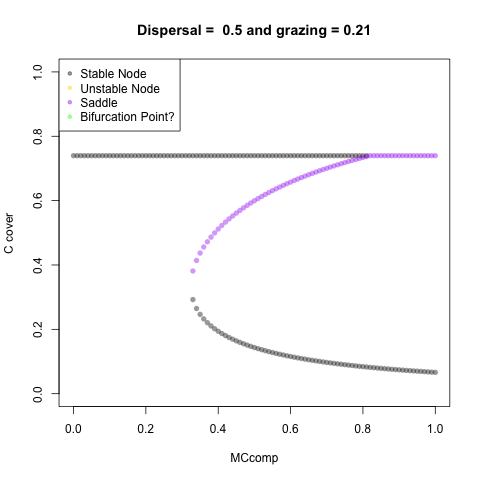 Dispersal =  0.5 and grazing = 0.21
Stable Node
Unstable Node
Saddle
Bifurcation Point?
1.0
0.8
0.6
0.4
0.2
0.0
C cover
0.0 0.2 0.4 0.6 0.8 1.0
MCcomp